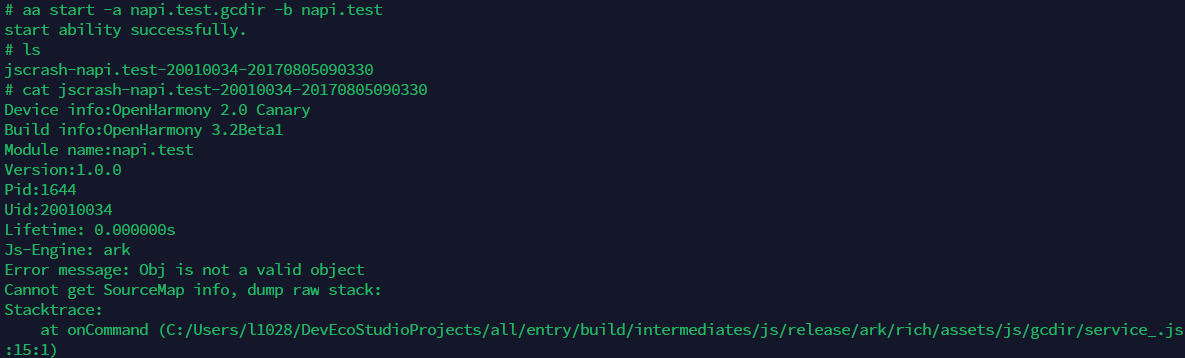 # aa start -a napi.test.gcdir -b napi.test
start ability successfully.
# ls
jscrash-napi.test-20010034-20170805090330
# cat jscrash-napi.test-20010034-20170805090330
Device info:OpenHarmony 2.0 Canary
Build info:OpenHarmony 3.2Beta1
Module name:napi.test
Version:1.0.0
Pid:1644
Uid:20010034
Lifetime: 0.000000s
Js-Engine: ark
Error message: Obj is not a valid object
Cannot get SourceMap info, dump raw stack:
Stacktrace:
    at onCommand (C:/Users/l1028/DevEcoStudioProjects/all/entry/build/intermediates/js/release/ark/rich/assets/js/gcdir/service_.js
:15:1)